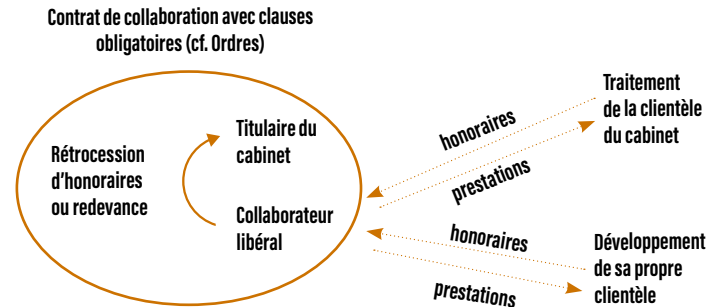 Contrat de collaboration avec clauses
obligatoires (cf. Ordres)
Rétrocession
d'honoraires
ou redevance
Titulaire du
cabinet
Collaborateur
libéral
honoraires
prestations
Traitement
de la clientèle
du cabinet
honoraires
prestations
Développement
de sa propre
clientèle